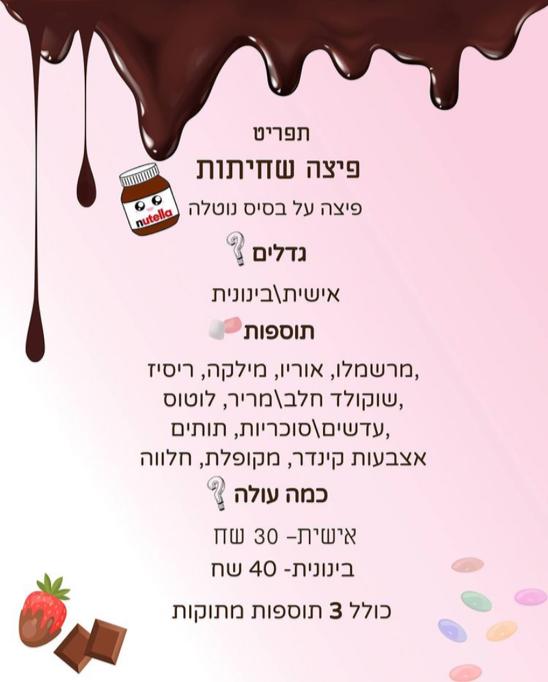 תפריט
פיצה שחיתות
nutella
פיצה על בסיס נוטלה
גדלים?
אישית\בינונית
תוספות
מרשמלו, אוריו, מילקה, ריסיז,
שוקולד חלב\מריר, לוטוס,
עדשים\סוכריות, תותים,
אצבעות קינדר, מקופלת, חלווה
כמה עולה?
אישית– 30 שח
בינונית- 40 שח
כולל 3 תוספות מתוקות